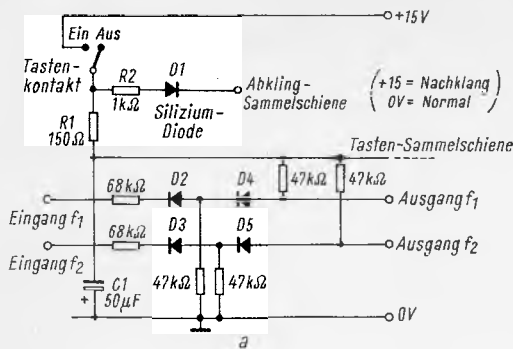 +15V
Ein Aus
Tasten-
kontakt
R2
1kΩ
D1
Silizium-
Diode
Abkling-
Sammelschiene
(+15 = Nachklang)
(0V = Normal)
R1
150Ω
Tasten-Sammelschiene
47kΩ
47kΩ
68kΩ
D2
D4
Eingang f1
Ausgang f1
68kΩ
D3
D5
Eingang f2
Ausgang f2
C1
+ 50µF
47kΩ
47kΩ
0V
a